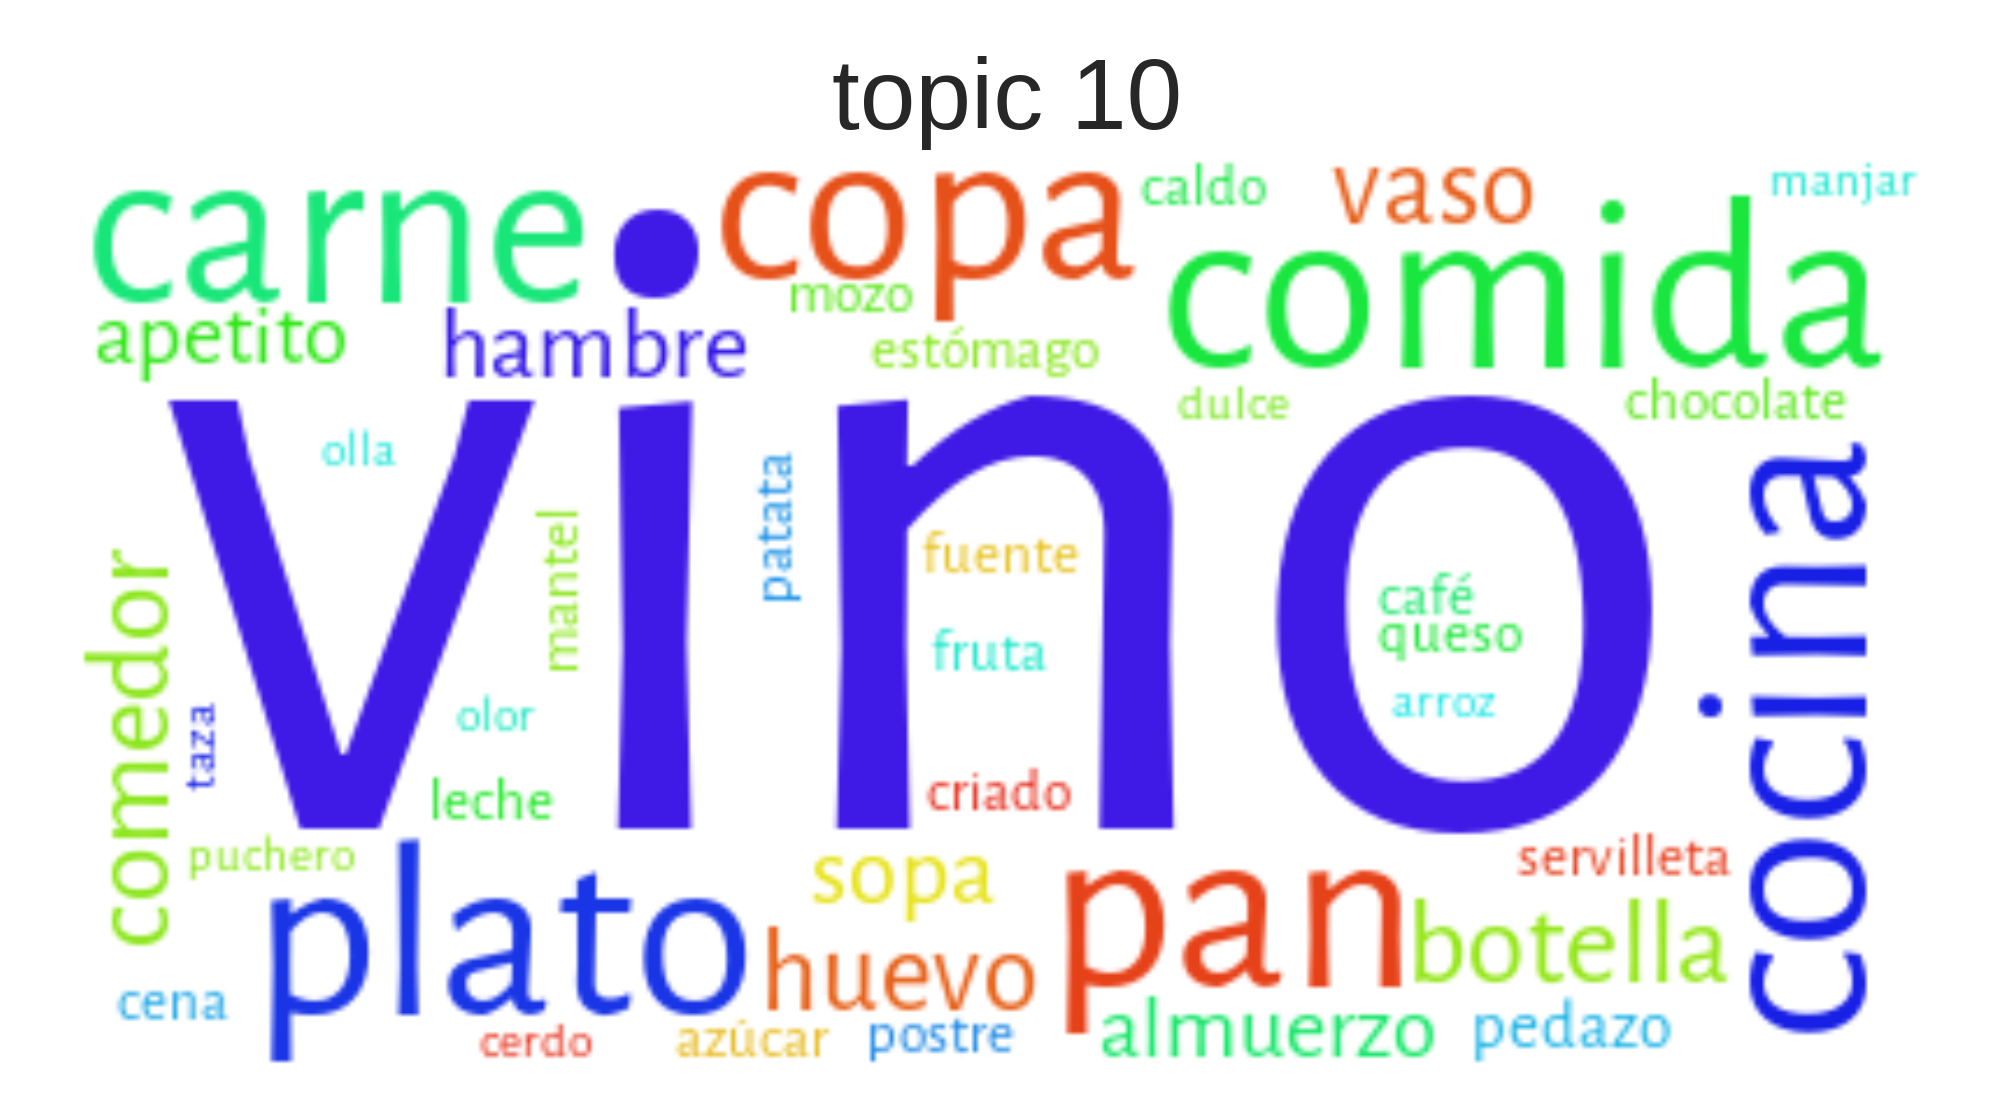 topic 10
carne
copa
caldo
vaso
manjar
comida
mozo
apetito
hambre
estómago
dulce
chocolate
vino
olla
mantel
patata
fuente
fruta
café
queso
arroz
cocina
comedor
taza
olor
leche
criado
puchero
plato
sopa
pan
servilleta
huevo
botella
cena
cerdo
azúcar
postre
almuerzo
pedazo